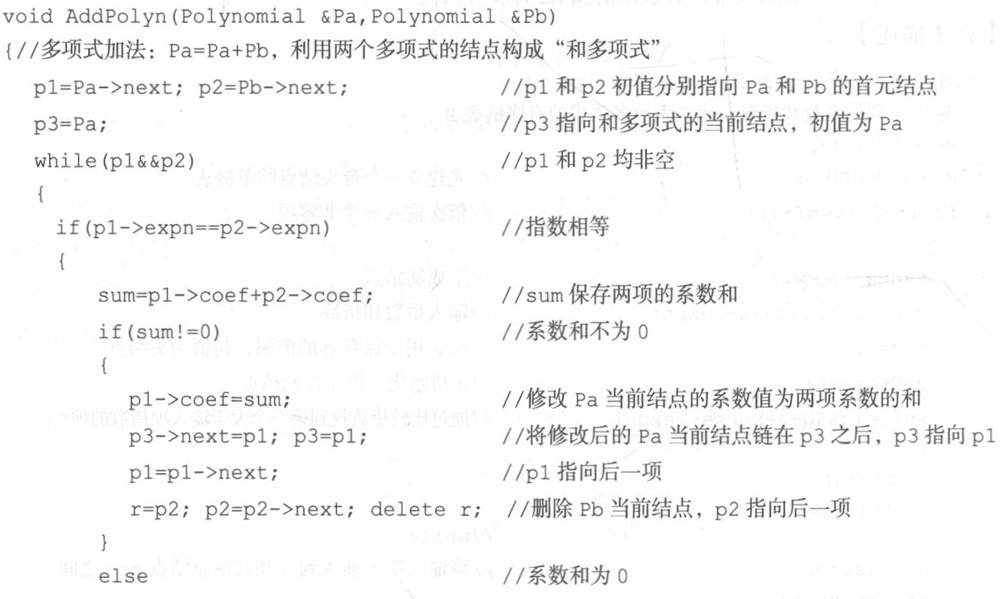 void AddPolyn(Polynomial &Pa,Polynomial &Pb)
{//多项式加法：Pa=Pa+Pb，利用两个多项式的结点构成“和多项式”
p1=Pa->next; p2=Pb->next; //p1 和 p2 初值分别指向 Pa 和 Pb 的首元结点
p3=Pa; //p3 指向和多项式的当前结点，初值为 Pa
while(p1&&p2) //p1 和 p2 均非空
{
if(p1->expn==p2->expn) //指数相等
{
sum=p1->coef+p2->coef; //sum 保存两项的系数和
if(sum!=0) //系数和不为 0
{
p1->coef=sum; //修改 Pa 当前结点的系数值为两项系数的和
p3->next=p1; p3=p1; //将修改后的 Pa 当前结点链在 p3 之后，p3 指向 p1
p1=p1->next; //p1 指向后一项
r=p2; p2=p2->next; delete r; //删除 Pb 当前结点，p2 指向后一项
}
else //系数和为 0